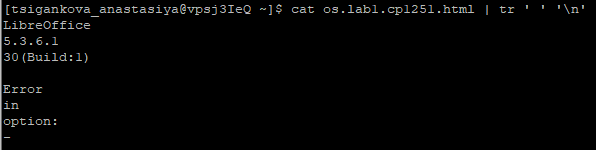 [tsigankova_anastasiya@vpsj3IeQ ~]$ cat os.lab1.cp1251.html | tr ' ' '\n'
LibreOffice
5.3.6.1
30(Build:1)
Error
in
option:
-